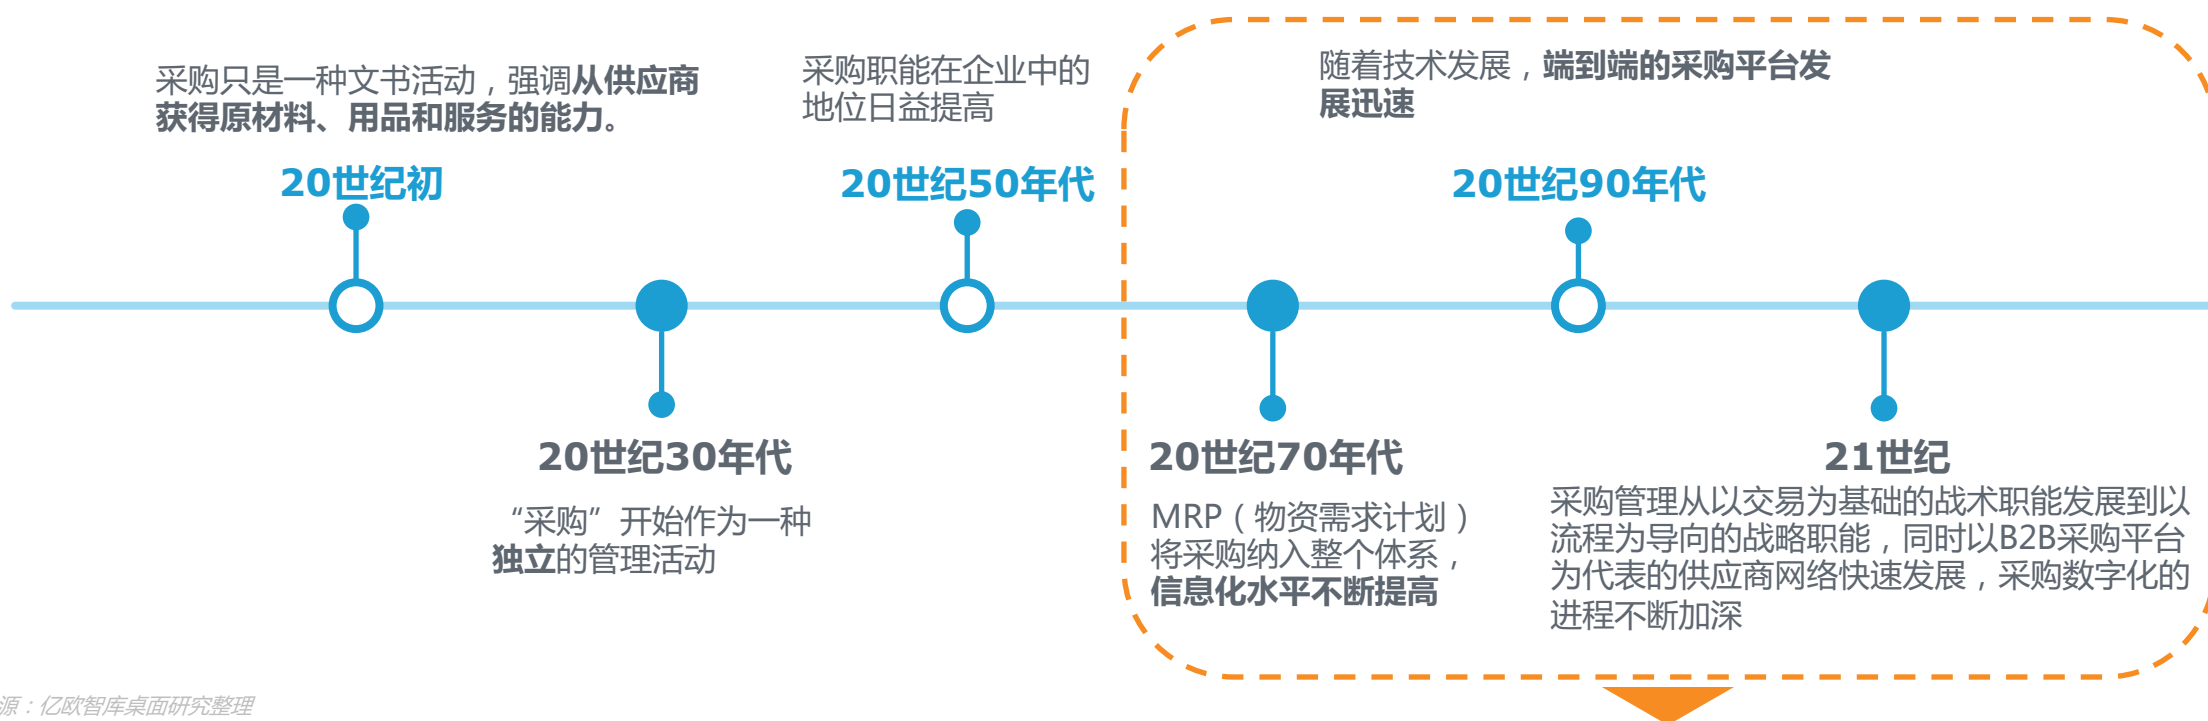 采购只是一种文书活动，强调从供应商
获得原材料、用品和服务的能力。
20世纪初
采购职能在企业中的
地位日益提高
20世纪50年代
随着技术发展，端到端的采购平台发
展迅速
20世纪90年代
20世纪30年代
“采购”开始作为一种
独立的管理活动
20世纪70年代
MRP（物资需求计划）
将采购纳入整个体系，
信息化水平不断提高
21世纪
采购管理从以交易为基础的战术职能发展到以
流程为导向的战略职能，同时以B2B采购平台
为代表的供应商网络快速发展，采购数字化的
进程不断加深
源：亿欧智库桌面研究整理